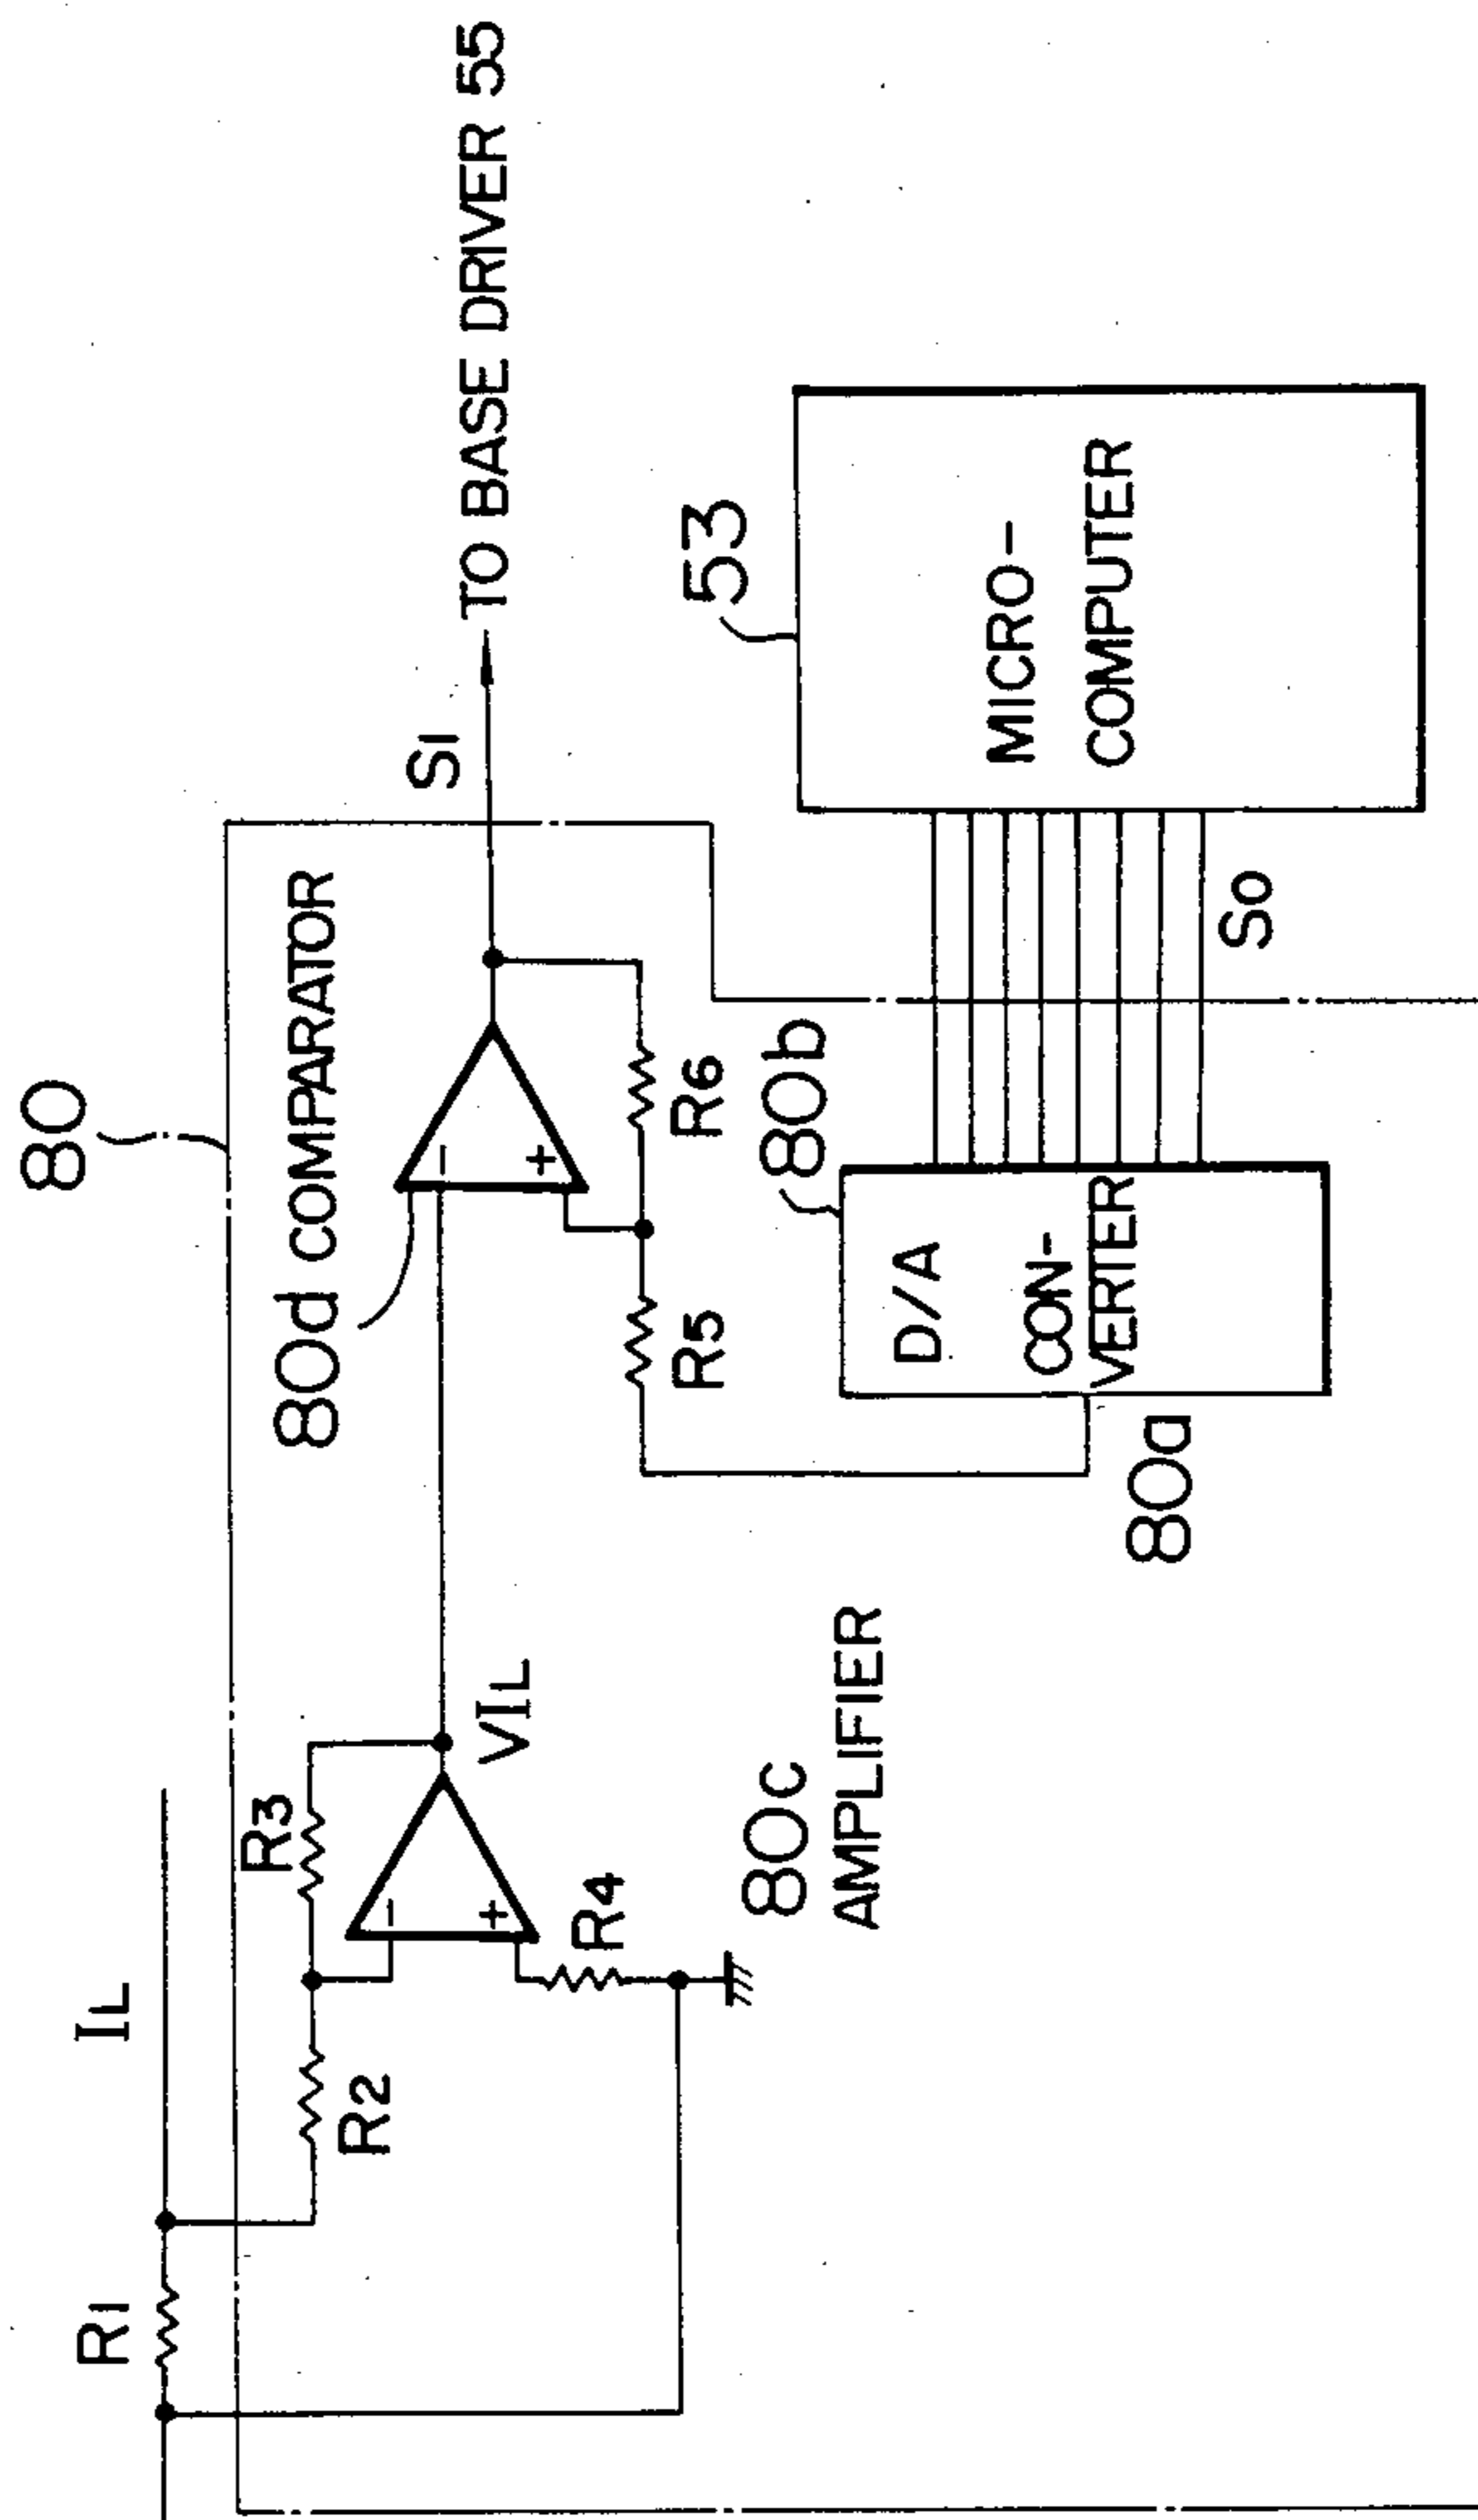 80
IL
R1
R3
R2
80d COMPARATOR
S1
TO BASE DRIVER 55
-
+
VIL
-
+
R4
R5
R6
80c
AMPLIFIER
80b
53
D/A
CON-
VERTER
MICRO-
COMPUTER
80a
So